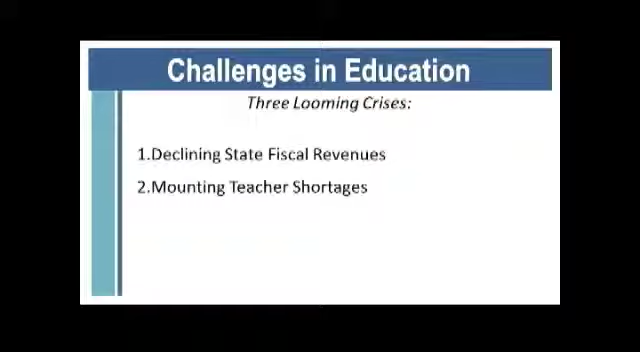 Challenges in Education
Three Looming Crises:
1.Declining State Fiscal Revenues
2.Mounting Teacher Shortages